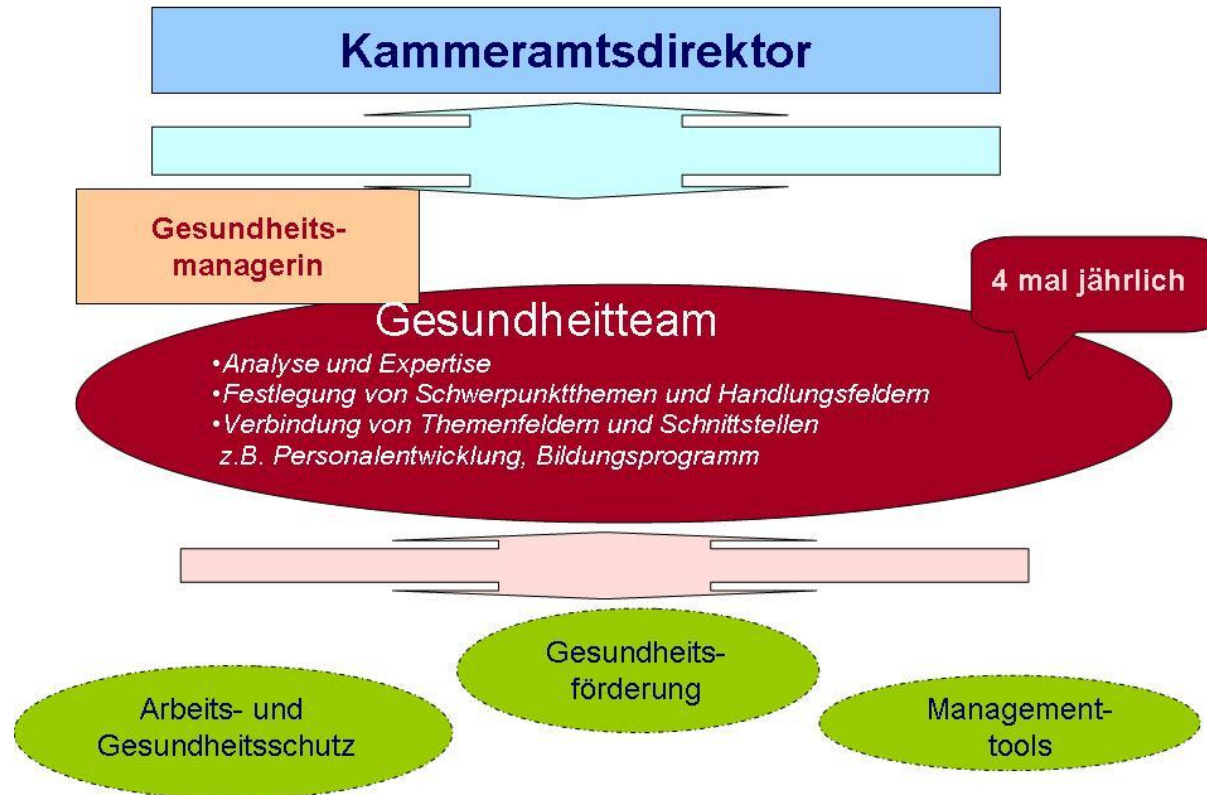 Kammeramtsdirektor
Gesundheits-
managerin
4 mal jährlich
Gesundheitteam
•Analyse und Expertise
•Festlegung von Schwerpunktthemen und Handlungsfeldern
•Verbindung von Themenfeldern und Schnittstellen
z.B. Personalentwicklung, Bildungsprogramm
Gesundheits-
förderung
Arbeits- und
Gesundheitsschutz
Management-
tools